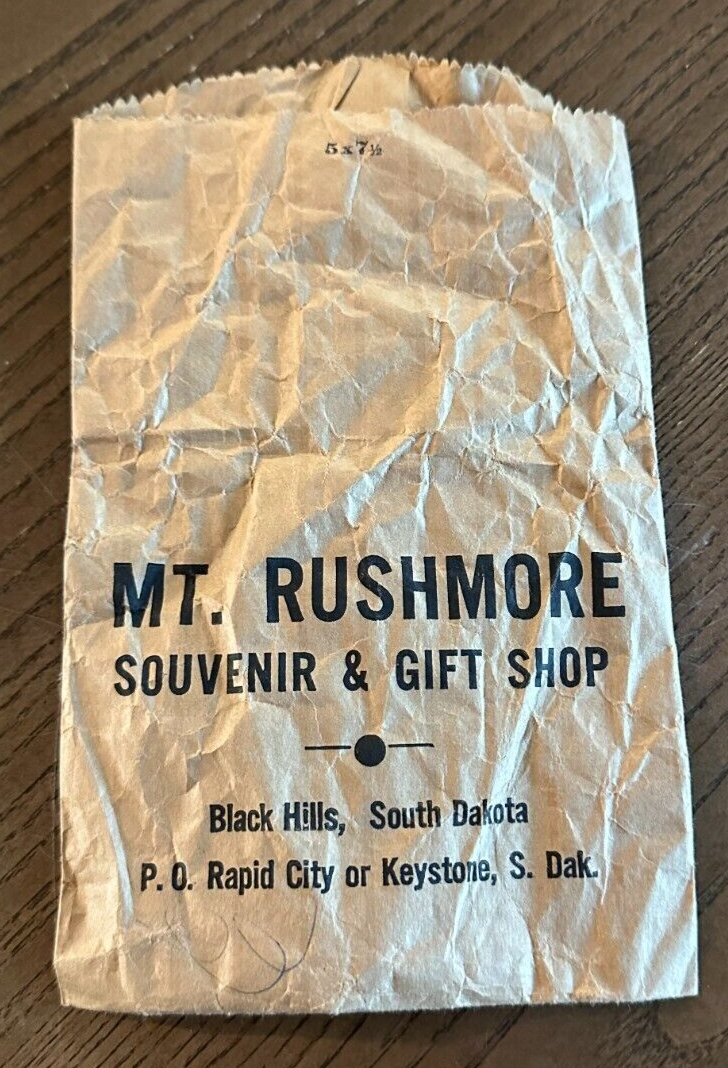 5x7½
MT. RUSHMORE
SOUVENIR & GIFT SHOP
Black Hills, South Dakota
P. O. Rapid City or Keystone, S. Dak.